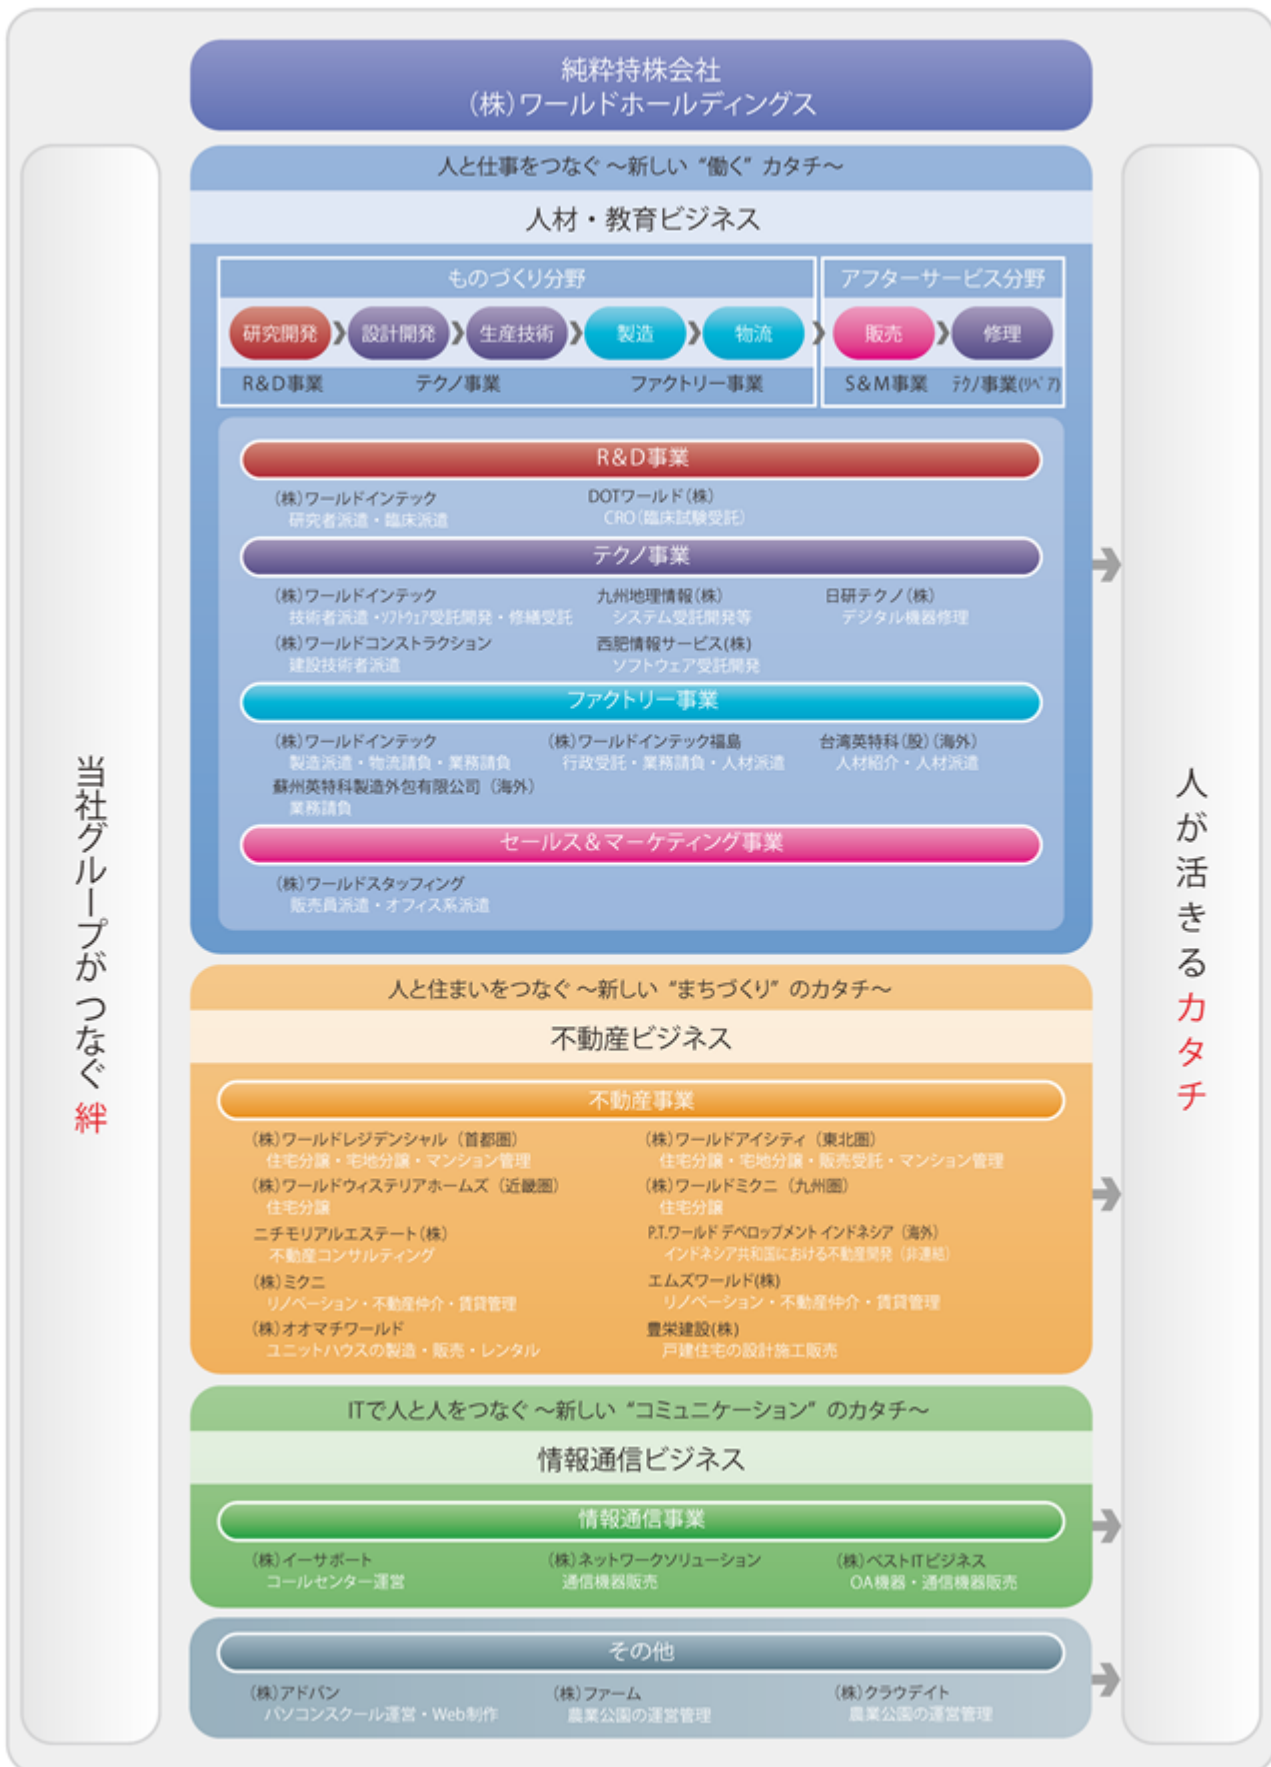 純粋持株会社
(株)ワールドホールディングス
人と仕事をつなぐ ～新しい “働く” カタチ～
人材・教育ビジネス
ものづくり分野
アフターサービス分野
研究開発 設計開発 生産技術 製造 物流 販売 修理
R&D事業 テクノ事業 ファクトリー事業 S&M事業 ﾃｸﾉ事業(ﾘﾍﾟｱ)
R&D事業
(株)ワールドインテック DOTワールド(株)
研究者派遣・臨床派遣 CRO(臨床試験受託)
テクノ事業
(株)ワールドインテック 九州地理情報(株) 日研テクノ(株)
技術者派遣・ｿﾌﾄｳｪｱ受託開発・修繕受託 システム受託開発等 デジタル機器修理
(株)ワールドコンストラクション 西肥情報サービス(株)
建設技術者派遣 ソフトウェア受託開発
ファクトリー事業
(株)ワールドインテック (株)ワールドインテック福島 台湾英特科(股)(海外)
製造派遣・物流請負・業務請負 行政受託・業務請負・人材派遣 人材紹介・人材派遣
蘇州英特科製造外包有限公司 (海外)
業務請負
セールス&マーケティング事業
(株)ワールドスタッフィング
販売員派遣・オフィス系派遣
人と住まいをつなぐ ～新しい “まちづくり” のカタチ～
不動産ビジネス
不動産事業
(株)ワールドレジデンシャル (首都圏) (株)ワールドアイシティ (東北圏)
住宅分譲・宅地分譲・マンション管理 住宅分譲・宅地分譲・販売受託・マンション管理
(株)ワールドウィステリアホームズ (近畿圏) (株)ワールドミクニ (九州圏)
住宅分譲 住宅分譲
ニチモリアルエステート(株) P.T.ワールド デベロップメント インドネシア (海外)
不動産コンサルティング インドネシア共和国における不動産開発 (非連結)
(株)ミクニ エムズワールド(株)
リノベーション・不動産仲介・賃貸管理 リノベーション・不動産仲介・賃貸管理
(株)オオマチワールド 豊栄建設(株)
ユニットハウスの製造・販売・レンタル 戸建住宅の設計施工販売
ITで人と人をつなぐ ～新しい “コミュニケーション” のカタチ～
情報通信ビジネス
情報通信事業
(株)イーサポート (株)ネットワークソリューション (株)ベストITビジネス
コールセンター運営 通信機器販売 OA機器・通信機器販売
その他
(株)アドバン (株)ファーム (株)クラウデイト
パソコンスクール運営・Web制作 農業公園の運営管理 農業公園の運営管理
当社グループがつなぐ絆
人が活きるカタチ